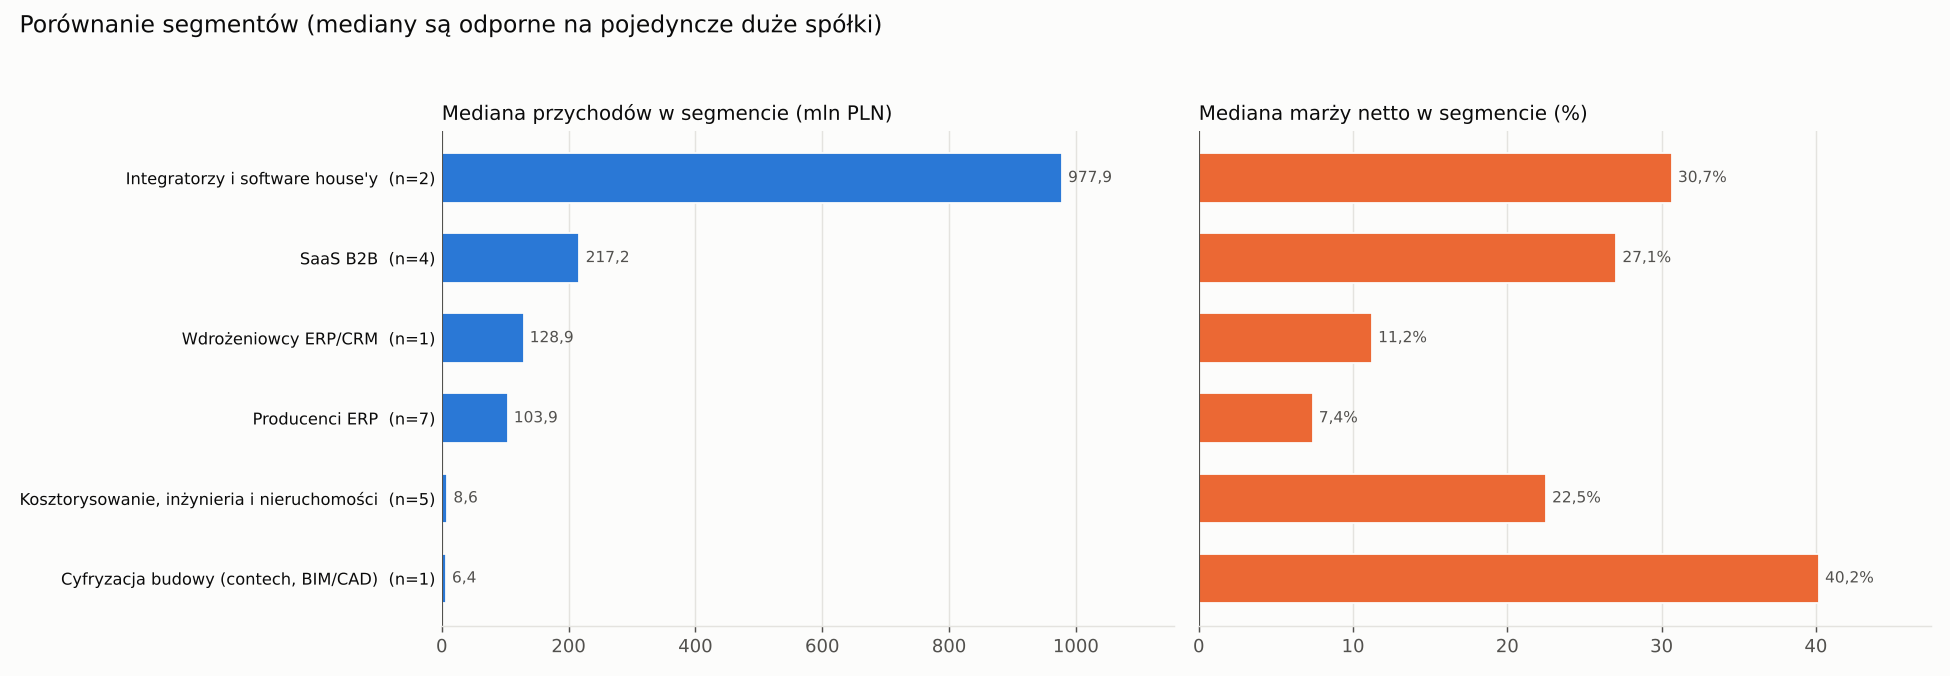 Porównanie segmentów (mediany są odporne na pojedyncze duże spółki)
Mediana przychodów w segmencie (mln PLN)
Integratorzy i software house'y (n=2)
977,9
SaaS B2B (n=4)
217,2
Wdrożeniowcy ERP/CRM (n=1)
128,9
Producenci ERP (n=7)
103,9
Kosztorysowanie, inżynieria i nieruchomości (n=5)
8,6
Cyfryzacja budowy (contech, BIM/CAD) (n=1)
6,4
0 200 400 600 800 1000
Mediana marży netto w segmencie (%)
30,7%
27,1%
11,2%
7,4%
22,5%
40,2%
0 10 20 30 40